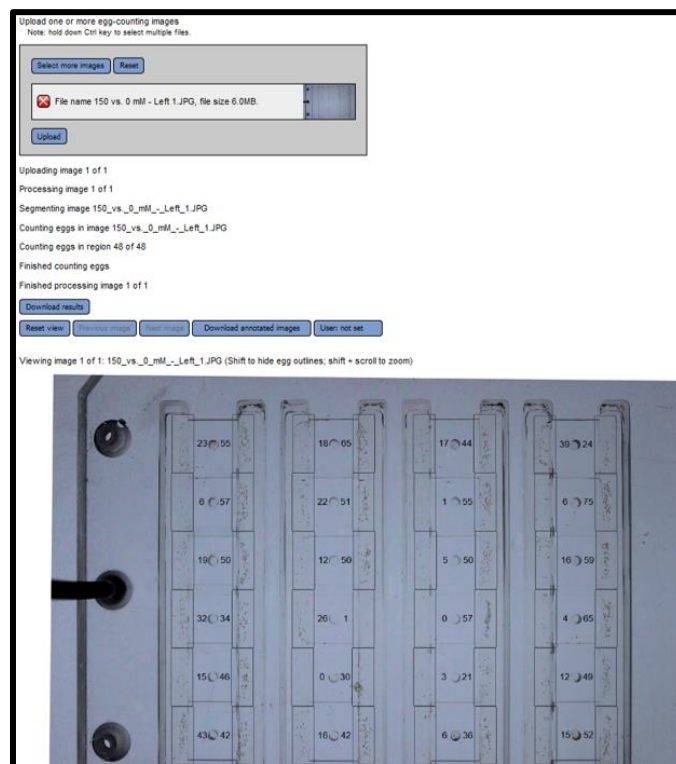 Upload one or more egg-counting images
Note: hold down Ctrl key to select multiple files.
Select more images Reset
File name 150 vs. 0 mM - Left 1.JPG, file size 6.0MB.
Upload
Uploading image 1 of 1
Processing image 1 of 1
Segmenting image 150_vs._0_mM_-_Left_1.JPG
Counting eggs in image 150_vs._0_mM_-_Left_1.JPG
Counting eggs in region 48 of 48
Finished counting eggs
Finished processing image 1 of 1
Download results
Reset view Previous image Next image Download annotated images User: not set
Viewing image 1 of 1: 150_vs._0_mM_-_Left_1.JPG (Shift to hide egg outlines; shift + scroll to zoom)
23 55 18 65 17 44 39 24
6 57 22 51 1 55 6 75
19 50 12 50 5 50 16 59
32 34 26 1 0 57 4 65
15 46 0 30 3 21 12 49
43 42 16 42 6 36 15 52